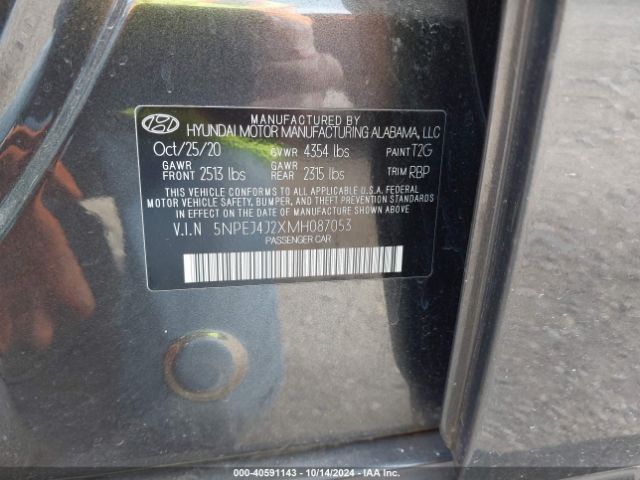 MANUFACTURED BY
HYUNDAI MOTOR MANUFACTURING ALABAMA, LLC
Oct/25/20 GVWR 4354 lbs PAINT T2G
GAWR FRONT 2513 lbs GAWR REAR 2315 lbs TRIM RBP
THIS VEHICLE CONFORMS TO ALL APPLICABLE U.S.A. FEDERAL
MOTOR VEHICLE SAFETY, BUMPER, AND THEFT PREVENTION STANDARDS
IN EFFECT ON THE DATE OF MANUFACTURE SHOWN ABOVE.
V.I.N 5NPEJ4J2XMH087053
PASSENGER CAR
000-40591143 - 10/14/2024 - IAA Inc.